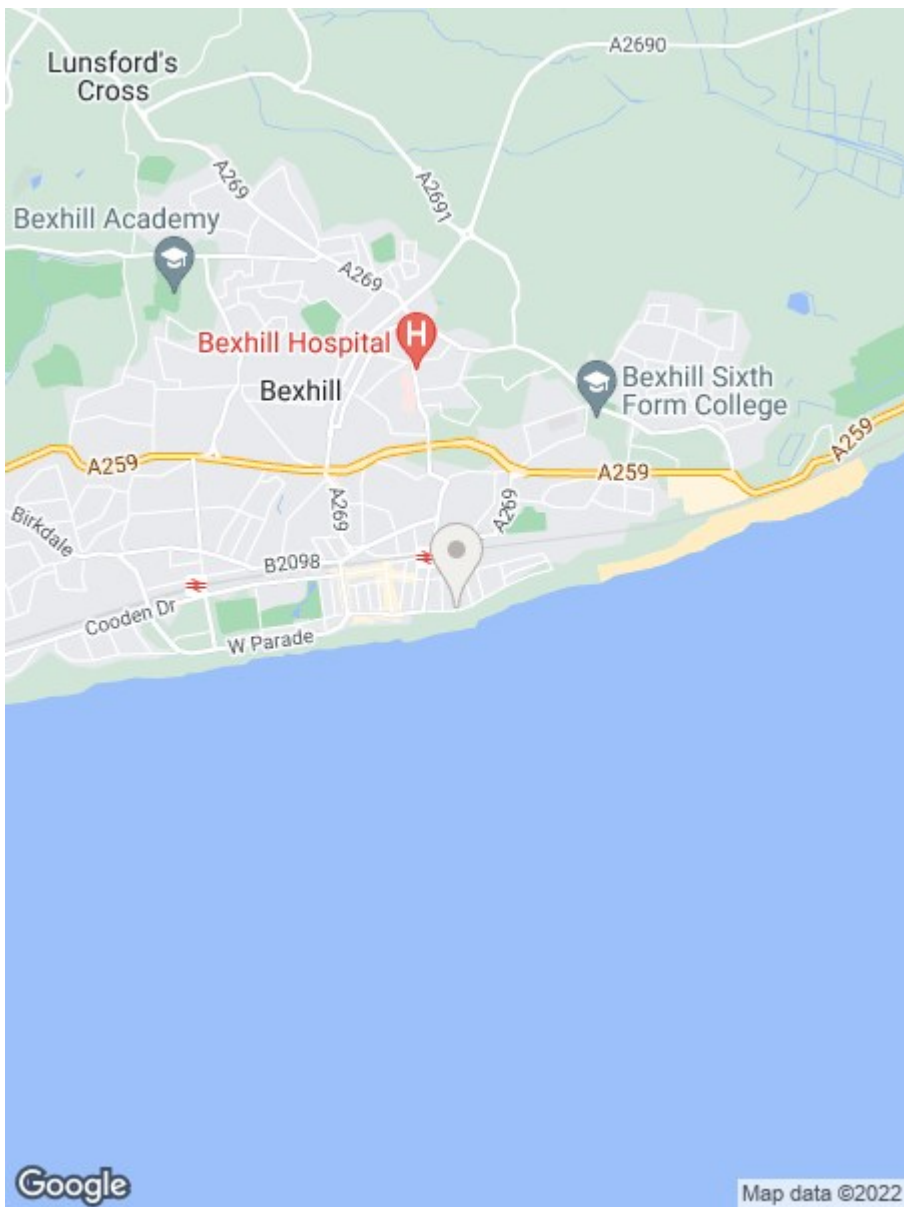 A2690
Lunsford's
Cross
A269
A2691
Bexhill Academy
A269
H
Bexhill Hospital
Bexhill
Bexhill Sixth
Form College
A259
A259
A259
A269
A269
Birkdale
B2098
Cooden Dr
W Parade
Google
Map data ©2022